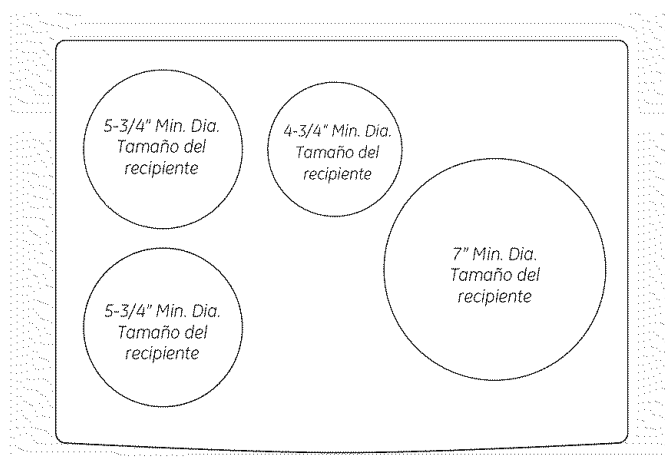 5-3/4" Min. Dia.
Tamaño del
recipiente
4-3/4" Min. Dia.
Tamaño del
recipiente
7" Min. Dia.
Tamaño del
recipiente
5-3/4" Min. Dia.
Tamaño del
recipiente